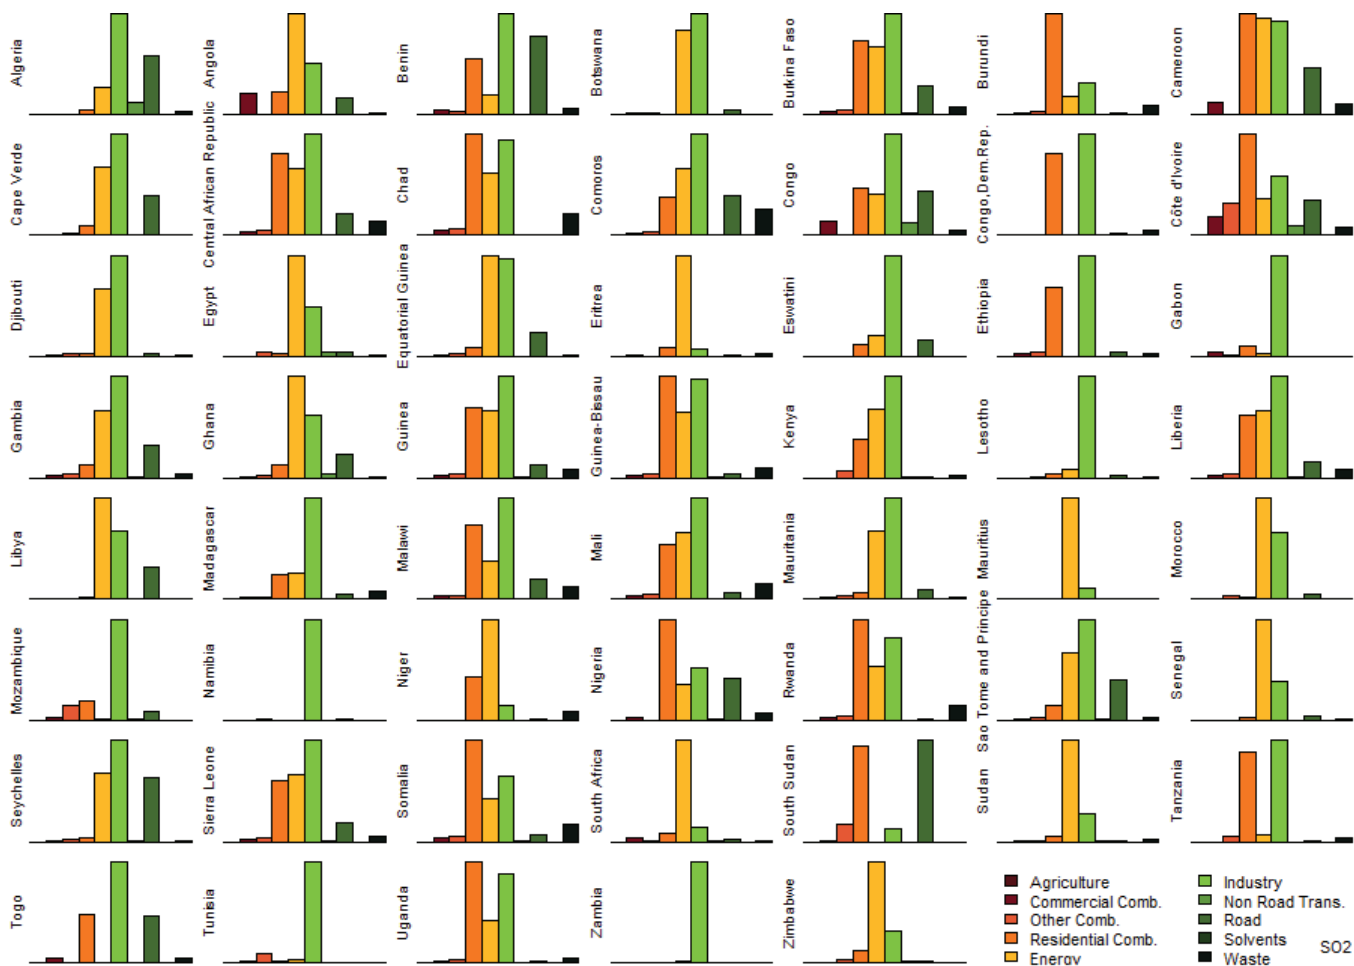 Algeria
Angola
Benin
Botswana
Burkina Faso
Burundi
Cameroon
Cape Verde
Central African Republic
Chad
Comoros
Congo
Congo,Dem.Rep.
Côte d'Ivoire
Djibouti
Egypt
Equatorial Guinea
Eritrea
Eswatini
Ethiopia
Gabon
Gambia
Ghana
Guinea
Guinea-Bissau
Kenya
Lesotho
Liberia
Libya
Madagascar
Malawi
Mali
Mauritania
Mauritius
Morocco
Mozambique
Namibia
Niger
Nigeria
Rwanda
Sao Tome and Principe
Senegal
Seychelles
Sierra Leone
Somalia
South Africa
South Sudan
Sudan
Tanzania
Togo
Tunisia
Uganda
Zambia
Zimbabwe
Agriculture
Commercial Comb.
Other Comb.
Residential Comb.
Energy
Industry
Non Road Trans.
Road
Solvents
Waste
SO2